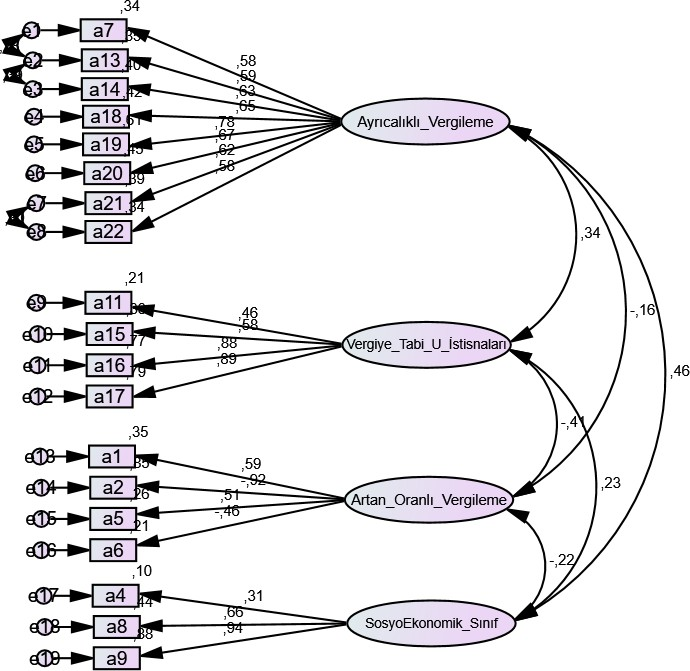 ,34
e1 a7
e2 a13 ,58
,59
e3 a14 ,63
,42 ,65
e4 a18 Ayrıcalıklı_Vergileme
,61 ,78
e5 a19 ,67
,45 ,62
e6 a20 ,58
,39
e7 a21
,34
e8 a22
,34
,21
e9 a11 ,46
,68
e10 a15 Vergiye_Tabi_U_İstisnaları
,77 ,88
e11 a16 ,89
,79
e12 a17
-,16
,46
-,41
,35
e13 a1 ,59
,85 -,92
e14 a2 ,51 ,23
,26 -,46 Artan_Oranlı_Vergileme
e15 a5
,21
e16 a6
-,22
,10
e17 a4 ,31
,44 ,66
e18 a8 SosyoEkonomik_Sınıf
,88 ,94
e19 a9